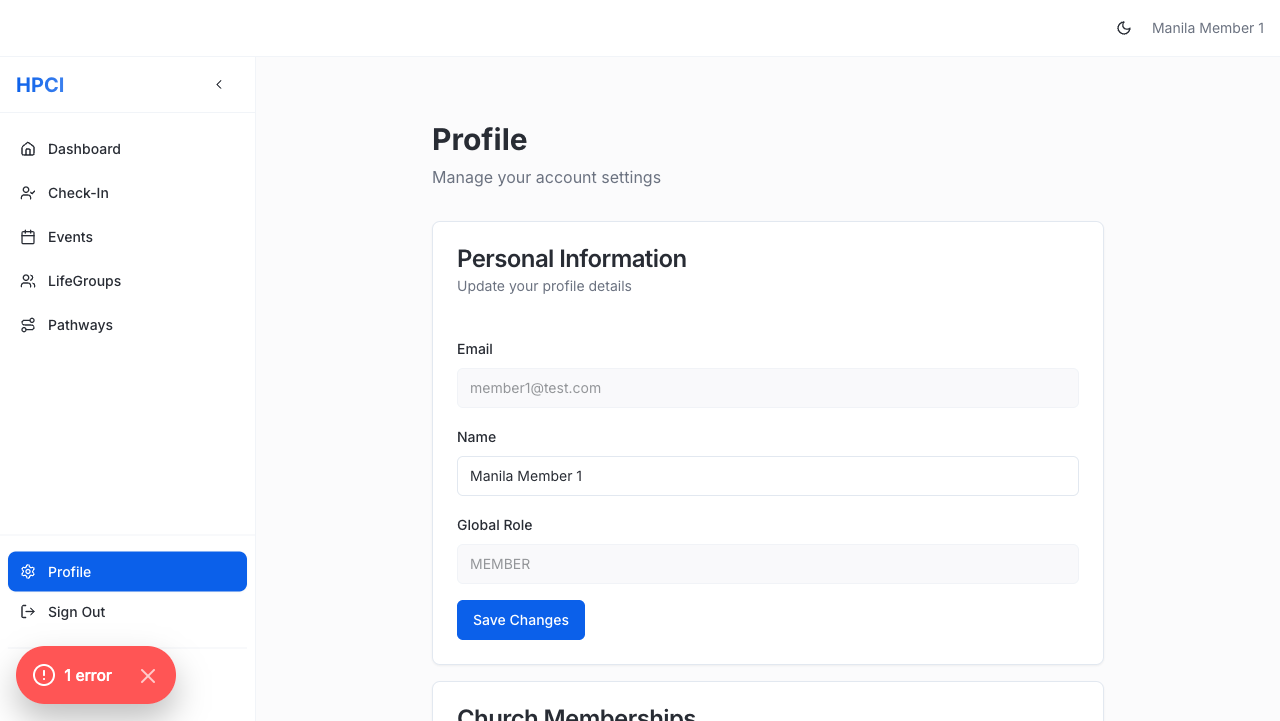 Manila Member 1
HPCI
Dashboard
Check-In
Events
LifeGroups
Pathways
Profile
Sign Out
1 error
Profile
Manage your account settings
Personal Information
Update your profile details
Email
member1@test.com
Name
Manila Member 1
Global Role
MEMBER
Save Changes
Church Memberships